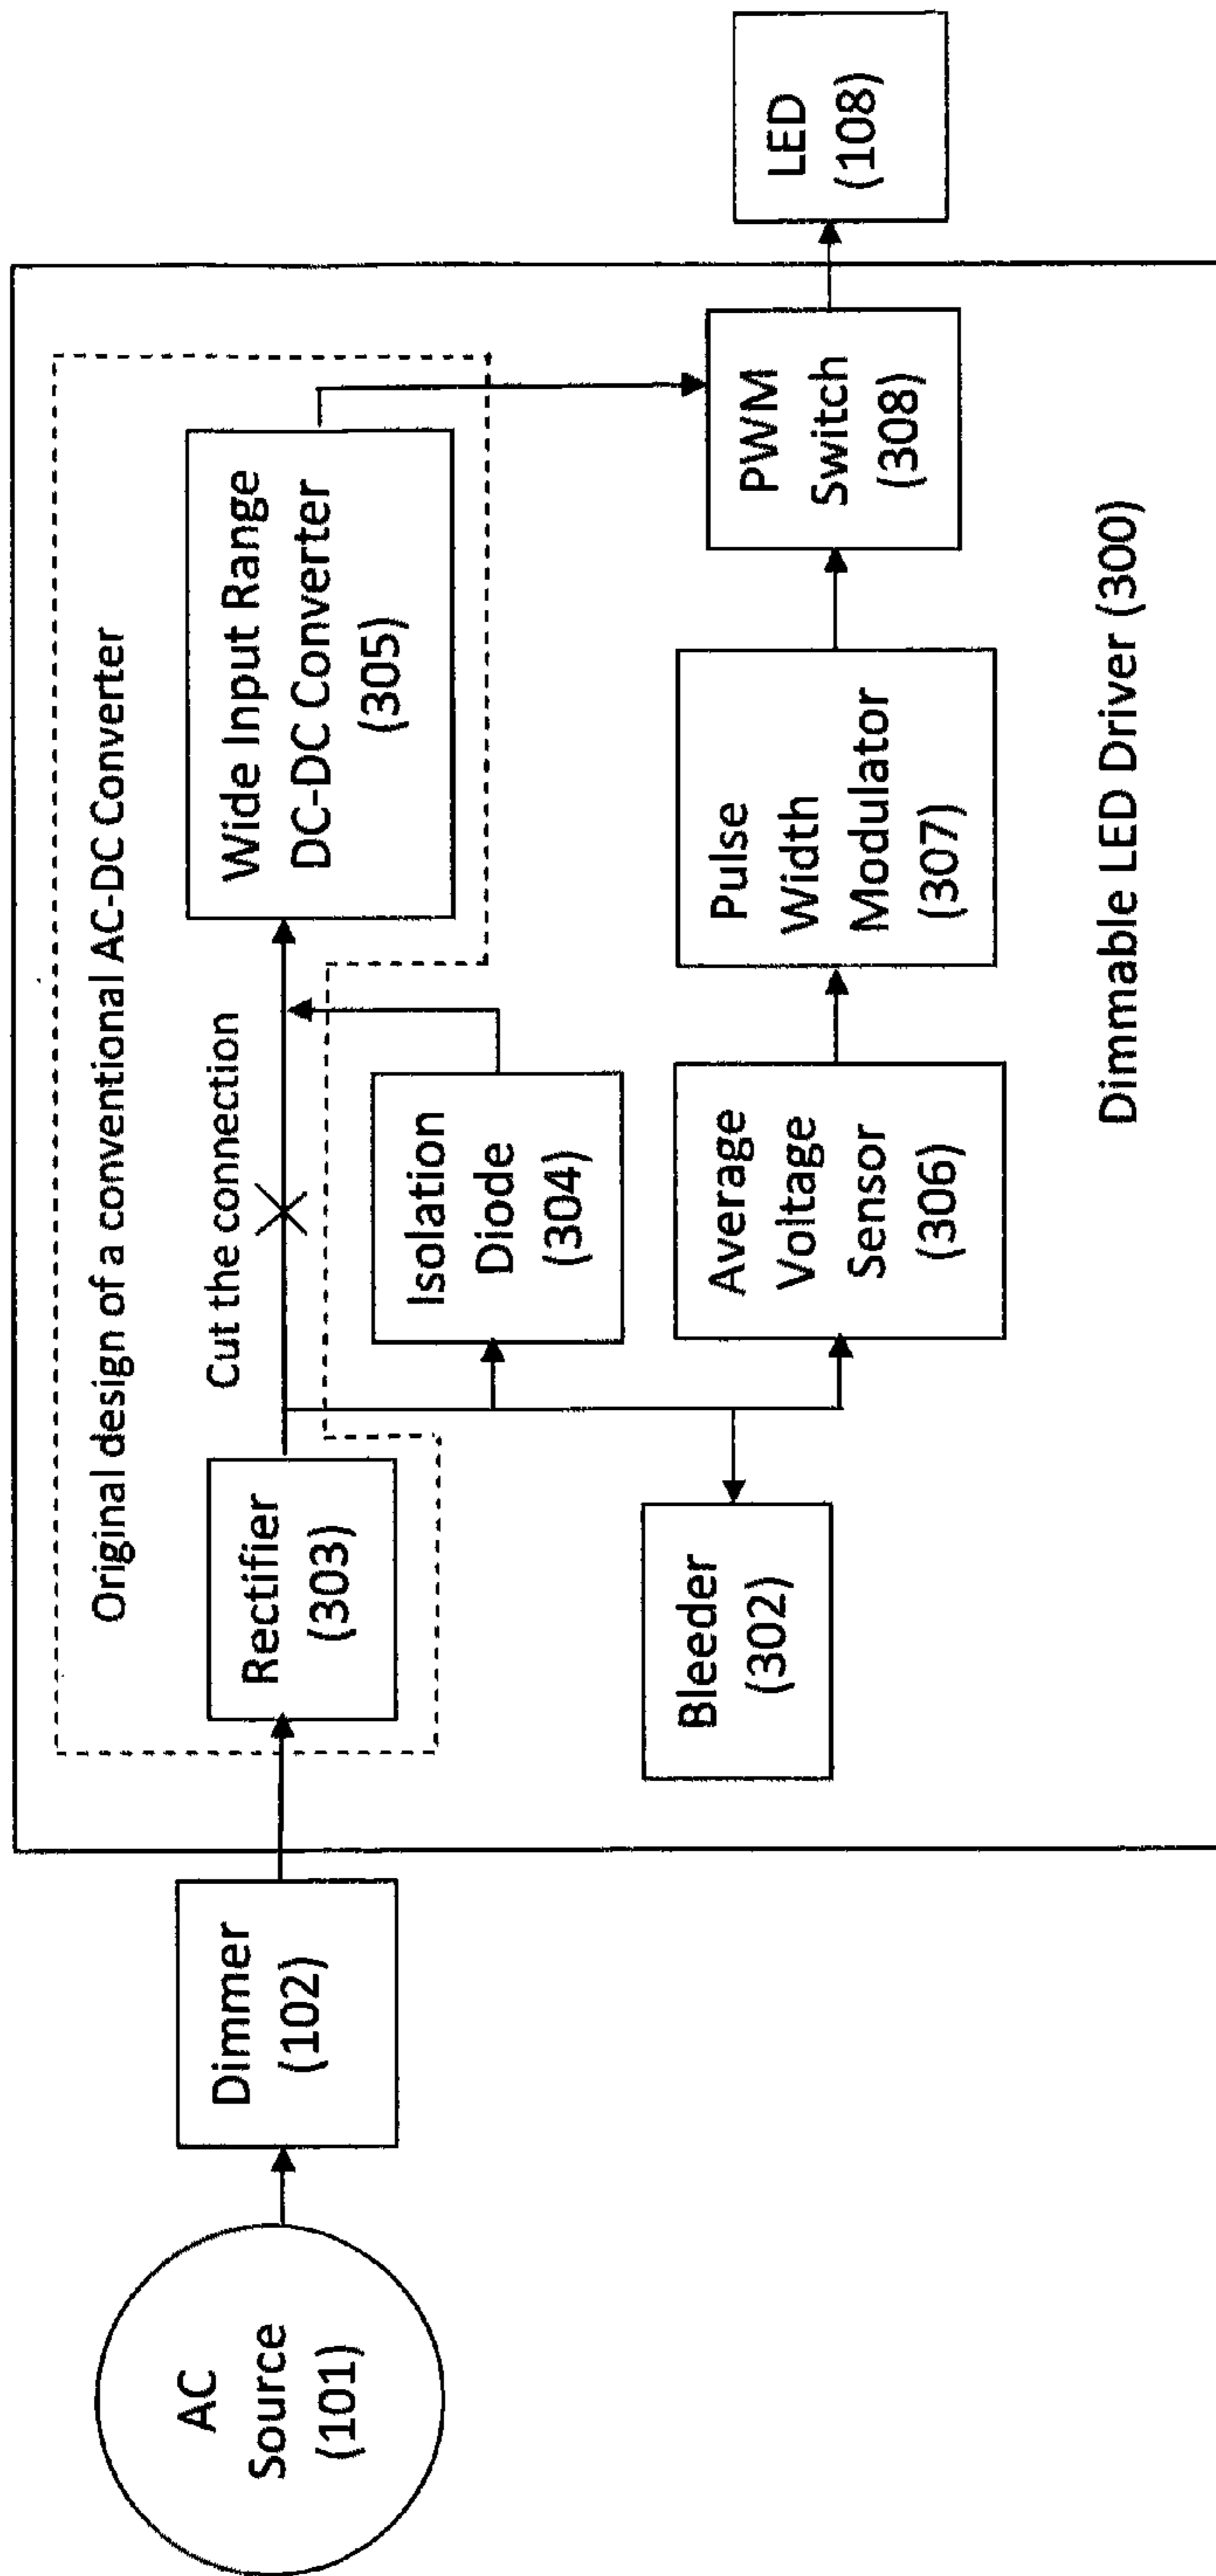 Original design of a conventional AC-DC Converter
AC
Source
(101)
Dimmer
(102)
Rectifier
(303)
Cut the connection
Wide Input Range
DC-DC Converter
(305)
Isolation
Diode
(304)
Bleeder
(302)
Average
Voltage
Sensor
(306)
Pulse
Width
Modulator
(307)
PWM
Switch
(308)
LED
(108)
Dimmable LED Driver (300)